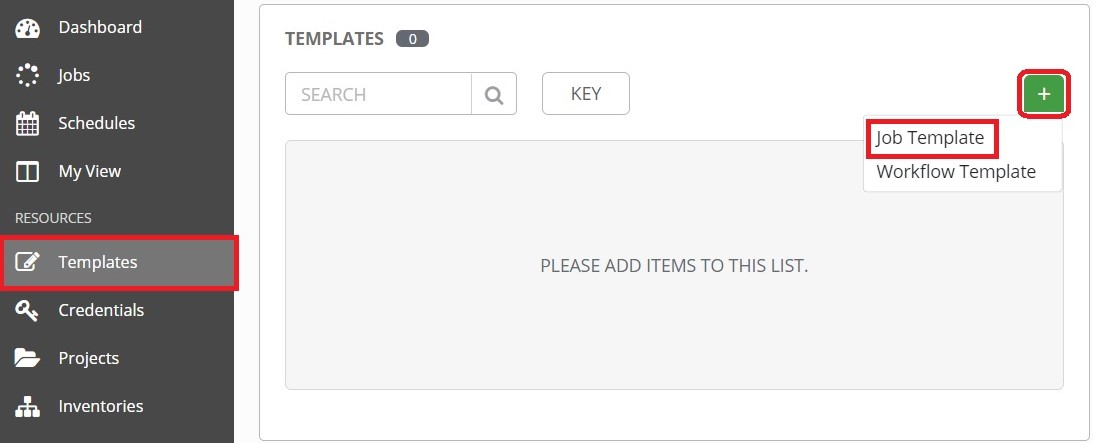 Dashboard
Jobs
Schedules
My View
RESOURCES
Templates
Credentials
Projects
Inventories
TEMPLATES 0
SEARCH KEY +
Job Template
Workflow Template
PLEASE ADD ITEMS TO THIS LIST.